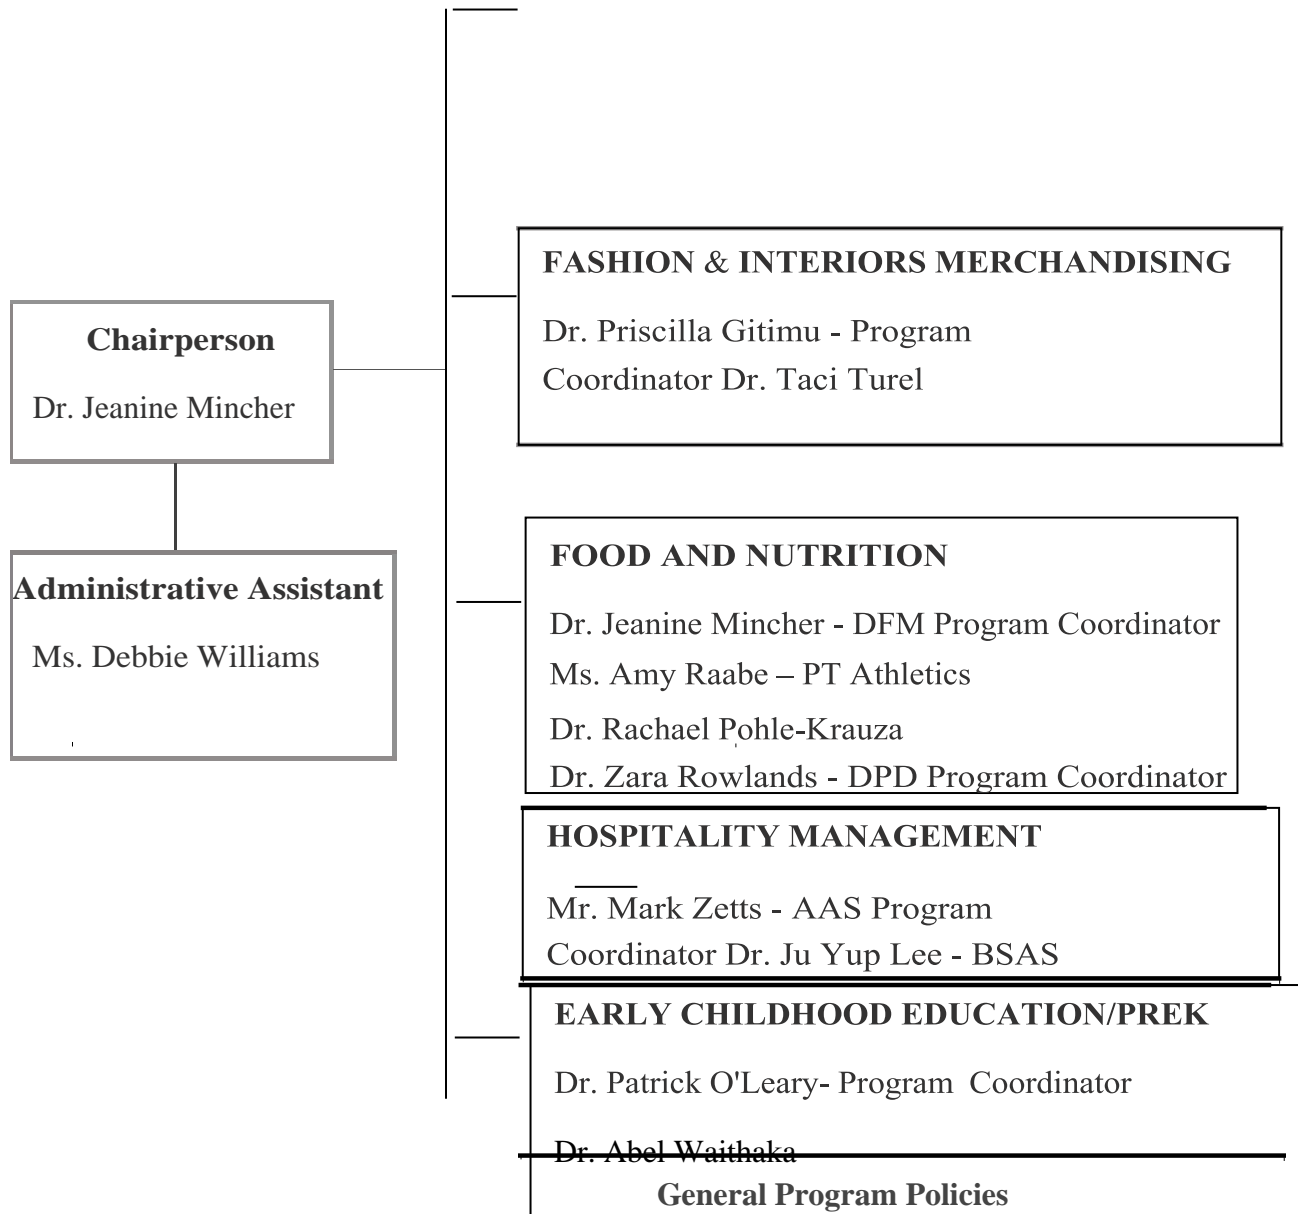 Chairperson
Dr. Jeanine Mincher
Administrative Assistant
Ms. Debbie Williams
FASHION & INTERIORS MERCHANDISING
Dr. Priscilla Gitimu - Program
Coordinator Dr. Taci Turel
FOOD AND NUTRITION
Dr. Jeanine Mincher - DFM Program Coordinator
Ms. Amy Raabe – PT Athletics
Dr. Rachael Pohle-Krauza
Dr. Zara Rowlands - DPD Program Coordinator
HOSPITALITY MANAGEMENT
Mr. Mark Zetts - AAS Program
Coordinator Dr. Ju Yup Lee - BSAS
EARLY CHILDHOOD EDUCATION/PREK
Dr. Patrick O'Leary- Program Coordinator
Dr. Abel Waithaka
General Program Policies